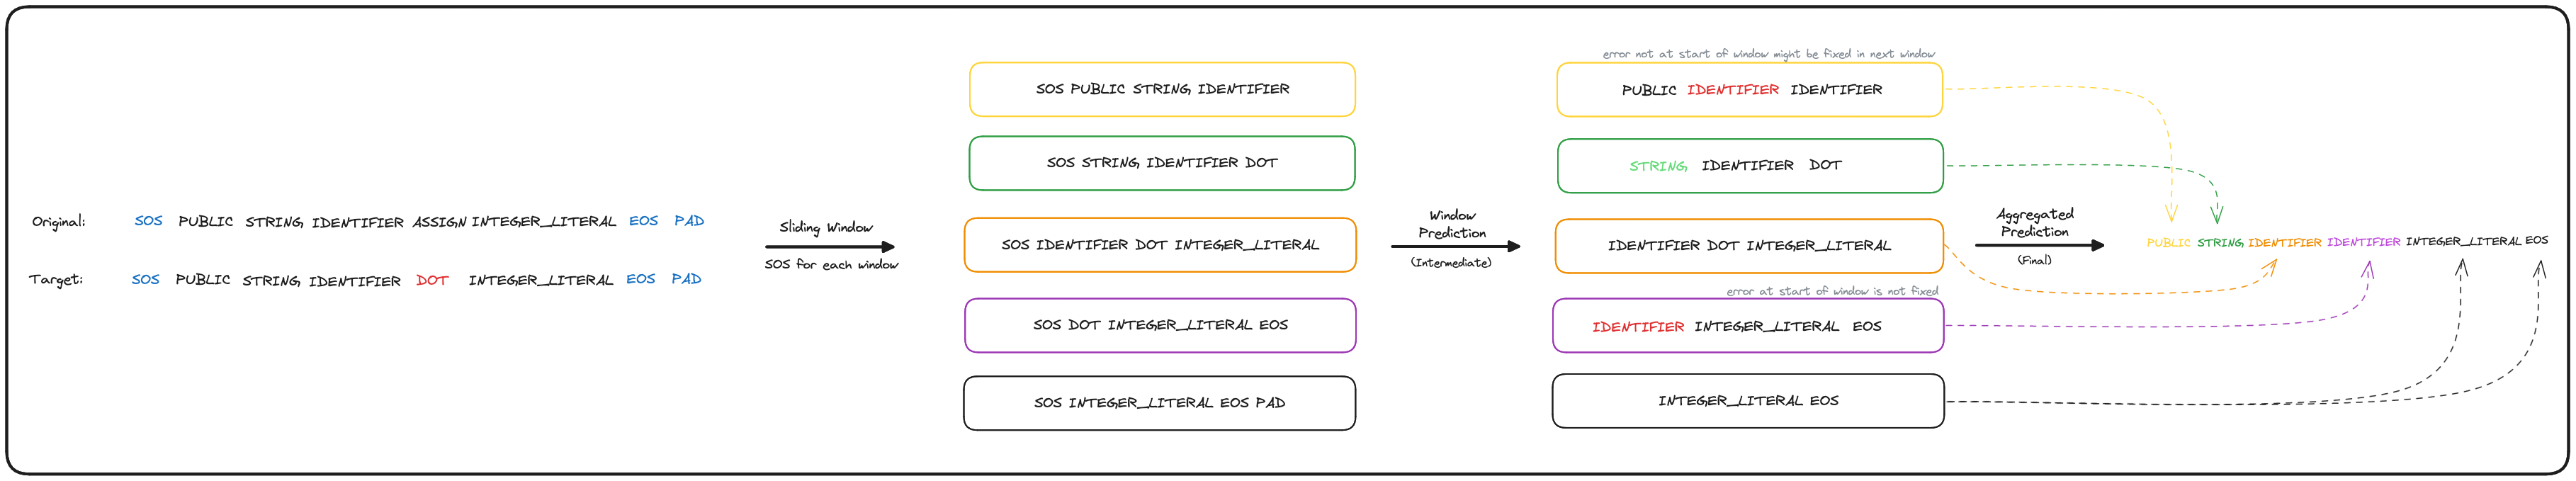 Original: SOS PUBLIC STRING IDENTIFIER ASSIGN INTEGER_LITERAL EOS PAD
Target: SOS PUBLIC STRING IDENTIFIER DOT INTEGER_LITERAL EOS PAD
Sliding Window
SOS for each window
SOS PUBLIC STRING IDENTIFIER
SOS STRING IDENTIFIER DOT
SOS IDENTIFIER DOT INTEGER_LITERAL
SOS DOT INTEGER_LITERAL EOS
SOS INTEGER_LITERAL EOS PAD
Window
Prediction
(Intermediate)
error not at start of window might be fixed in next window
PUBLIC IDENTIFIER IDENTIFIER
STRING IDENTIFIER DOT
IDENTIFIER DOT INTEGER_LITERAL
error at start of window is not fixed
IDENTIFIER INTEGER_LITERAL EOS
INTEGER_LITERAL EOS
Aggregated
Prediction
(Final)
PUBLIC STRING IDENTIFIER IDENTIFIER INTEGER_LITERAL EOS